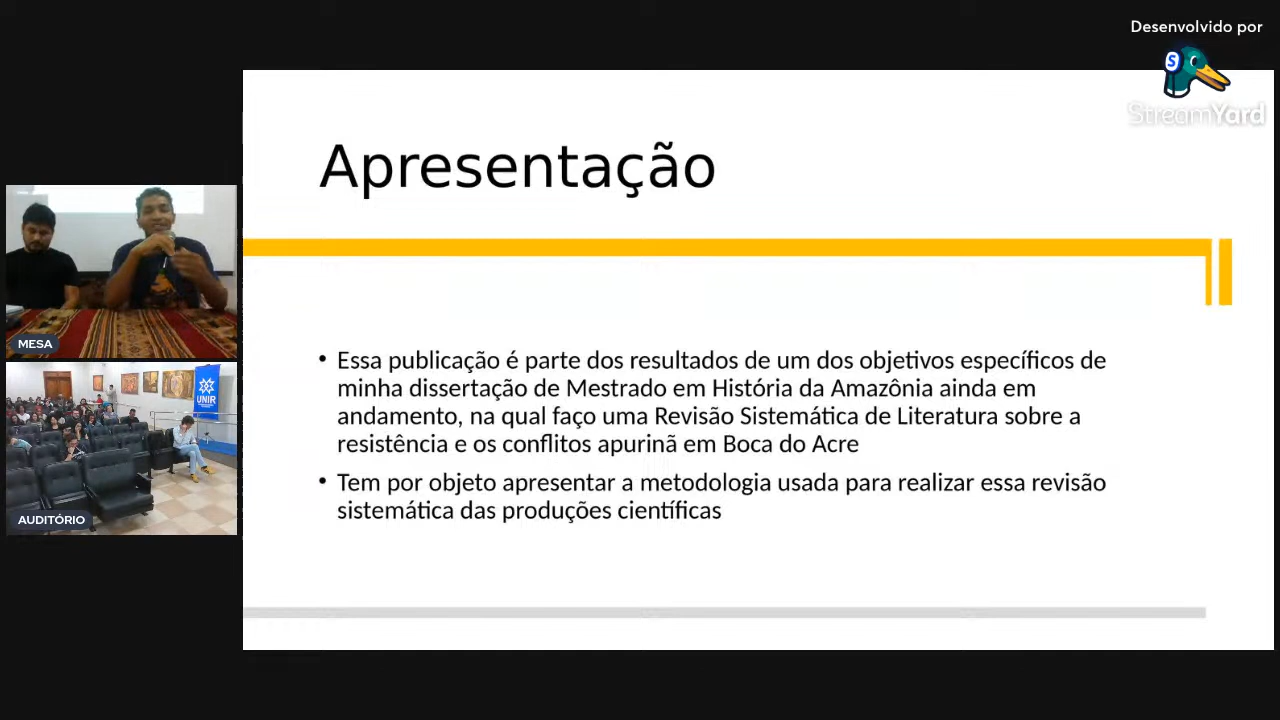 Desenvolvido por
StreamYard
Apresentação
MESA
UNIR
AUDITÓRIO
• Essa publicação é parte dos resultados de um dos objetivos específicos de
minha dissertação de Mestrado em História da Amazônia ainda em
andamento, na qual faço uma Revisão Sistemática de Literatura sobre a
resistência e os conflitos apurinã em Boca do Acre
• Tem por objeto apresentar a metodologia usada para realizar essa revisão
sistemática das produções científicas